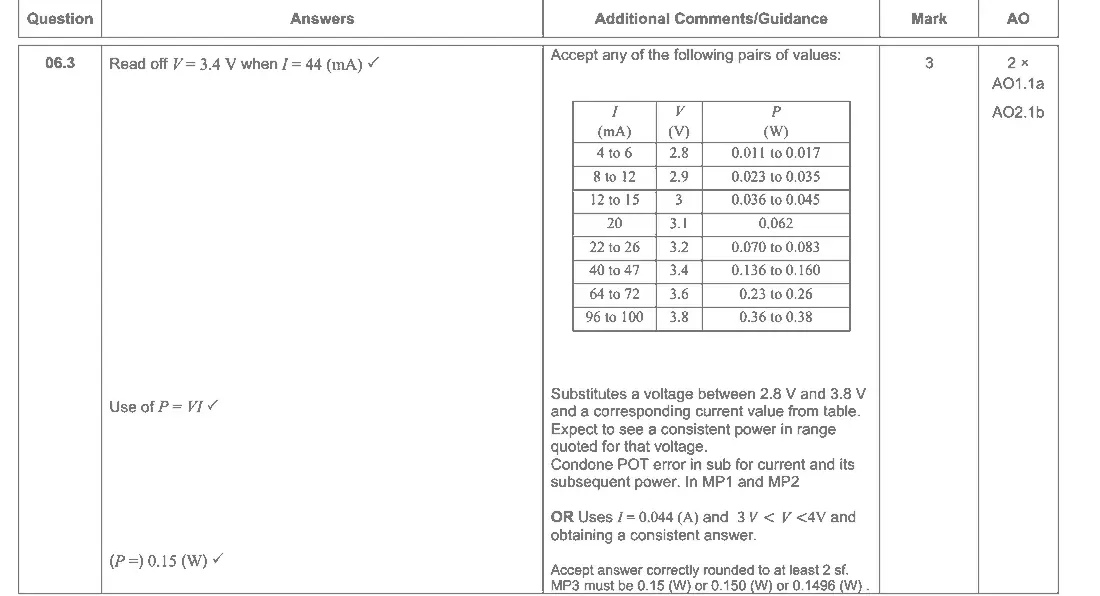 Question Answers Additional Comments/Guidance Mark AO
06.3 Read off V = 3.4 V when I = 44 (mA) ✓ Accept any of the following pairs of values: 3 2 ×
AO1.1a
AO2.1b
I V P
(mA) (V) (W)
4 to 6 2.8 0.011 to 0.017
8 to 12 2.9 0.023 to 0.035
12 to 15 3 0.036 to 0.045
20 3.1 0.062
22 to 26 3.2 0.070 to 0.083
40 to 47 3.4 0.136 to 0.160
64 to 72 3.6 0.23 to 0.26
96 to 100 3.8 0.36 to 0.38
Use of P = VI ✓
Substitutes a voltage between 2.8 V and 3.8 V
and a corresponding current value from table.
Expect to see a consistent power in range
quoted for that voltage.
Condone POT error in sub for current and its
subsequent power. In MP1 and MP2
OR Uses I = 0.044 (A) and 3 V < V <4V and
obtaining a consistent answer.
(P =) 0.15 (W) ✓
Accept answer correctly rounded to at least 2 sf.
MP3 must be 0.15 (W) or 0.150 (W) or 0.1496 (W) .